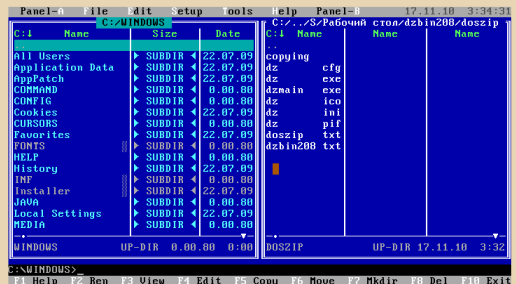 Panel-A File Edit Setup Tools Help Panel-B 17.11.10 3:34:31
C:/WINDOWS
C:↓ Name Size Date
..
All Users ► SUBDIR ◄ 22.07.09
Application Data ► SUBDIR ◄ 22.07.09
AppPatch ► SUBDIR ◄ 22.07.09
COMMAND ► SUBDIR ◄ 0.00.80
CONFIG ► SUBDIR ◄ 0.00.80
Cookies ► SUBDIR ◄ 22.07.09
CURSORS ► SUBDIR ◄ 0.00.80
Favorites ► SUBDIR ◄ 22.07.09
FONTS ► SUBDIR ◄ 0.00.80
HELP ► SUBDIR ◄ 0.00.80
History ► SUBDIR ◄ 22.07.09
INF ► SUBDIR ◄ 0.00.80
Installer ► SUBDIR ◄ 22.07.09
JAVA ► SUBDIR ◄ 0.00.80
Local Settings ► SUBDIR ◄ 22.07.09
MEDIA ► SUBDIR ◄ 0.00.80
WINDOWS UP-DIR 0.00.80 0:00
C:/../S/Рабочий стол/dzbin208/doszip
C:↓ Name Name Name
..
copying
dz cfg
dz exe
dzmain exe
dz ico
dz ini
dz pif
doszip txt
dzbin208 txt
DOSZIP UP-DIR 17.11.10 3:32
C:\WINDOWS>_
F1 Help F2 Ren F3 View F4 Edit F5 Copy F6 Move F7 Mkdir F8 Del F10 Exit